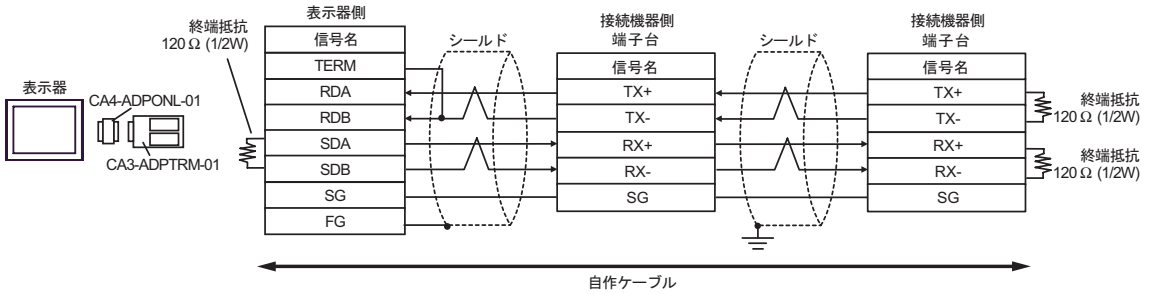 終端抵抗
120 Ω (1/2W)
表示器
CA4-ADPONL-01
CA3-ADPTRM-01
表示器側
信号名
TERM
RDA
RDB
SDA
SDB
SG
FG
シールド
接続機器側
端子台
信号名
TX+
TX-
RX+
RX-
SG
シールド
接続機器側
端子台
信号名
TX+
TX-
RX+
RX-
SG
終端抵抗
120 Ω (1/2W)
終端抵抗
120 Ω (1/2W)
自作ケーブル